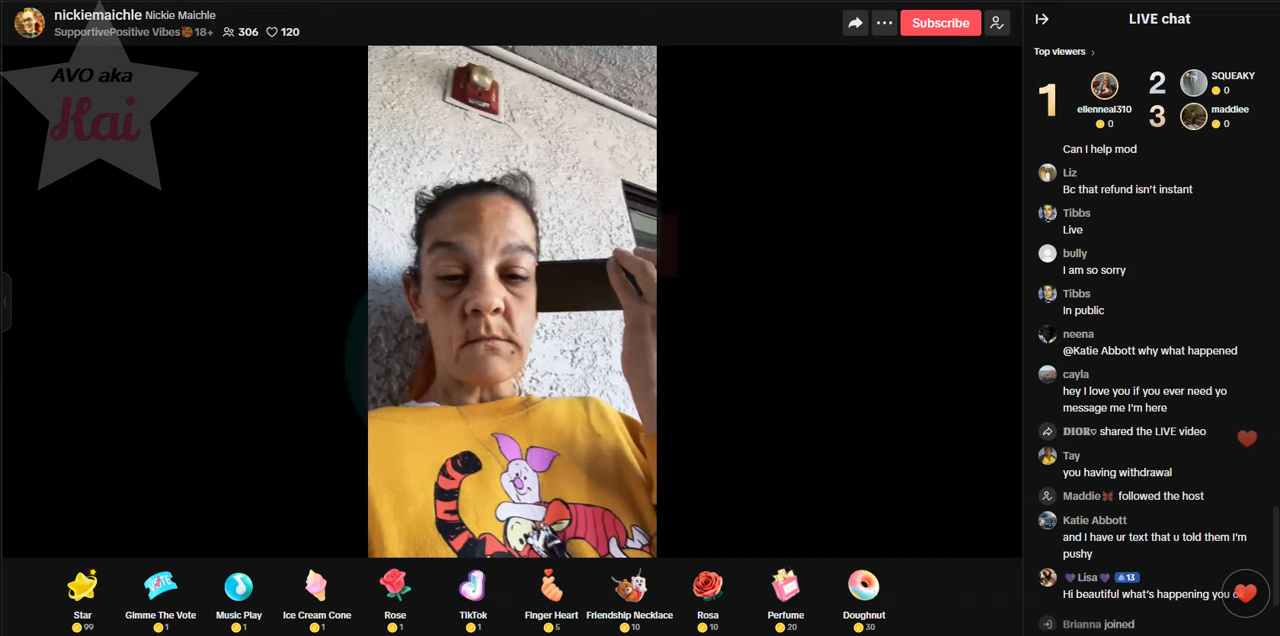 nickiemaichle Nickie Maichle
SupportivePositive Vibes 18+ 306 120
Subscribe
AVO aka
Kai
LIVE chat
Top viewers
1
ellenneal310
0
2
SQUEAKY
0
3
maddlee
0
Can I help mod
Liz
Bc that refund isn't instant
Tibbs
Live
bully
I am so sorry
Tibbs
In public
neena
@Katie Abbott why what happened
cayla
hey I love you if you ever need yo
message me I'm here
DIOR shared the LIVE video
Tay
you having withdrawal
Maddie followed the host
Katie Abbott
and I have ur text that u told them I'm
pushy
Lisa 13
Hi beautiful what's happening you
Brianna joined
Star
99
Gimme The Vote
1
Music Play
1
Ice Cream Cone
1
Rose
1
TikTok
1
Finger Heart
5
Friendship Necklace
10
Rosa
10
Perfume
20
Doughnut
30